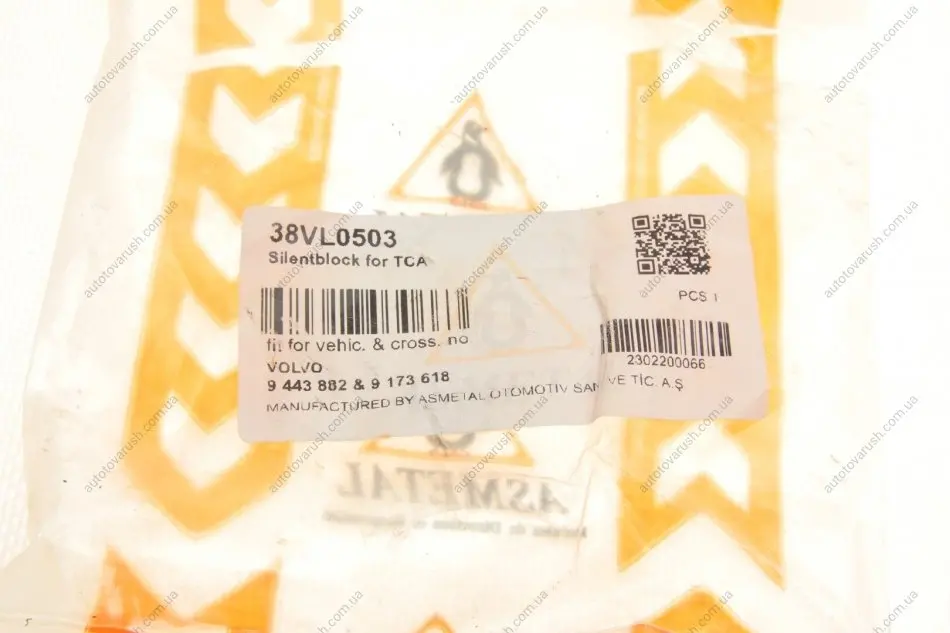 38VL0503
Silentblock for TCA
PCS 1
fit for vehic. & cross. no
VOLVO
9 443 882 & 9 173 618
2302200066
MANUFACTURED BY ASMETAL OTOMOTIV SAN VE TİC. A.Ş
ASMETAL
autotovarush.com.ua